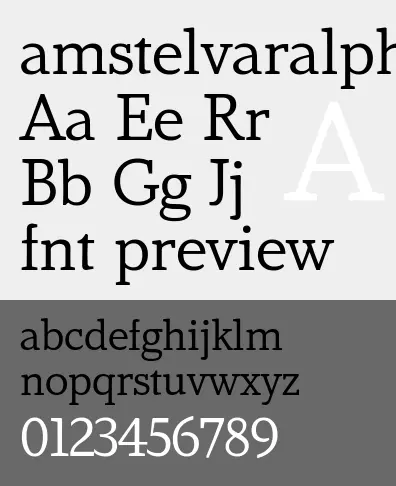 amstelvaralph
Aa Ee Rr
A
Bb Gg Jj
fnt preview
abcdefghijklm
nopqrstuvwxyz
0123456789